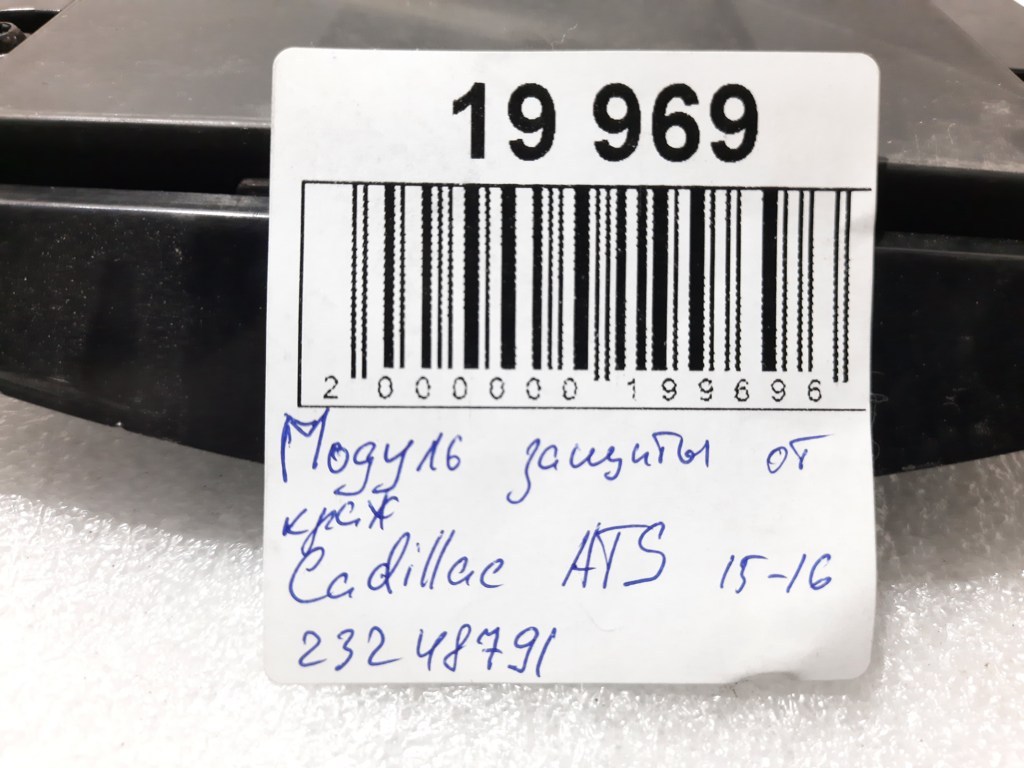 19 969
2 000000 199696
Модуль защиты от
краж
Cadillac ATS 15-16
23248791